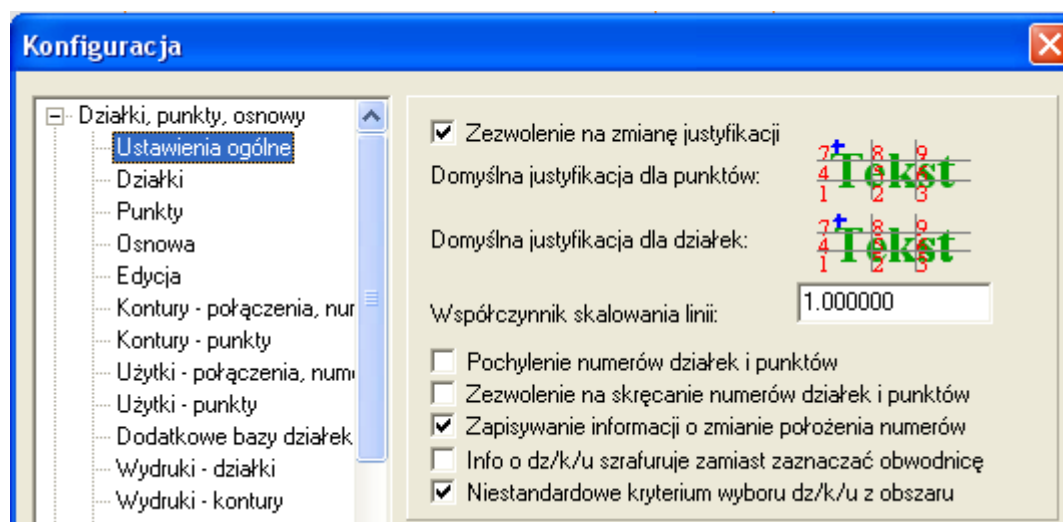 Konfiguracja
Działki, punkty, osnowy
Ustawienia ogólne
Działki
Punkty
Osnowa
Edycja
Kontury - połączenia, nur
Kontury - punkty
Użytki - połączenia, num
Użytki - punkty
Dodatkowe bazy działek
Wydruki - działki
Wydruki - kontury
Zezwolenie na zmianę justyfikacji
Domyślna justyfikacja dla punktów:
7 8 9
4 Tekst 6
1 2 3
Domyślna justyfikacja dla działek:
7 8 9
4 Tekst 6
1 2 3
Współczynnik skalowania linii:
1.000000
Pochylenie numerów działek i punktów
Zezwolenie na skręcanie numerów działek i punktów
Zapisywanie informacji o zmianie położenia numerów
Info o dz/k/u szrafuruje zamiast zaznaczać obwodnicę
Niestandardowe kryterium wyboru dz/k/u z obszaru